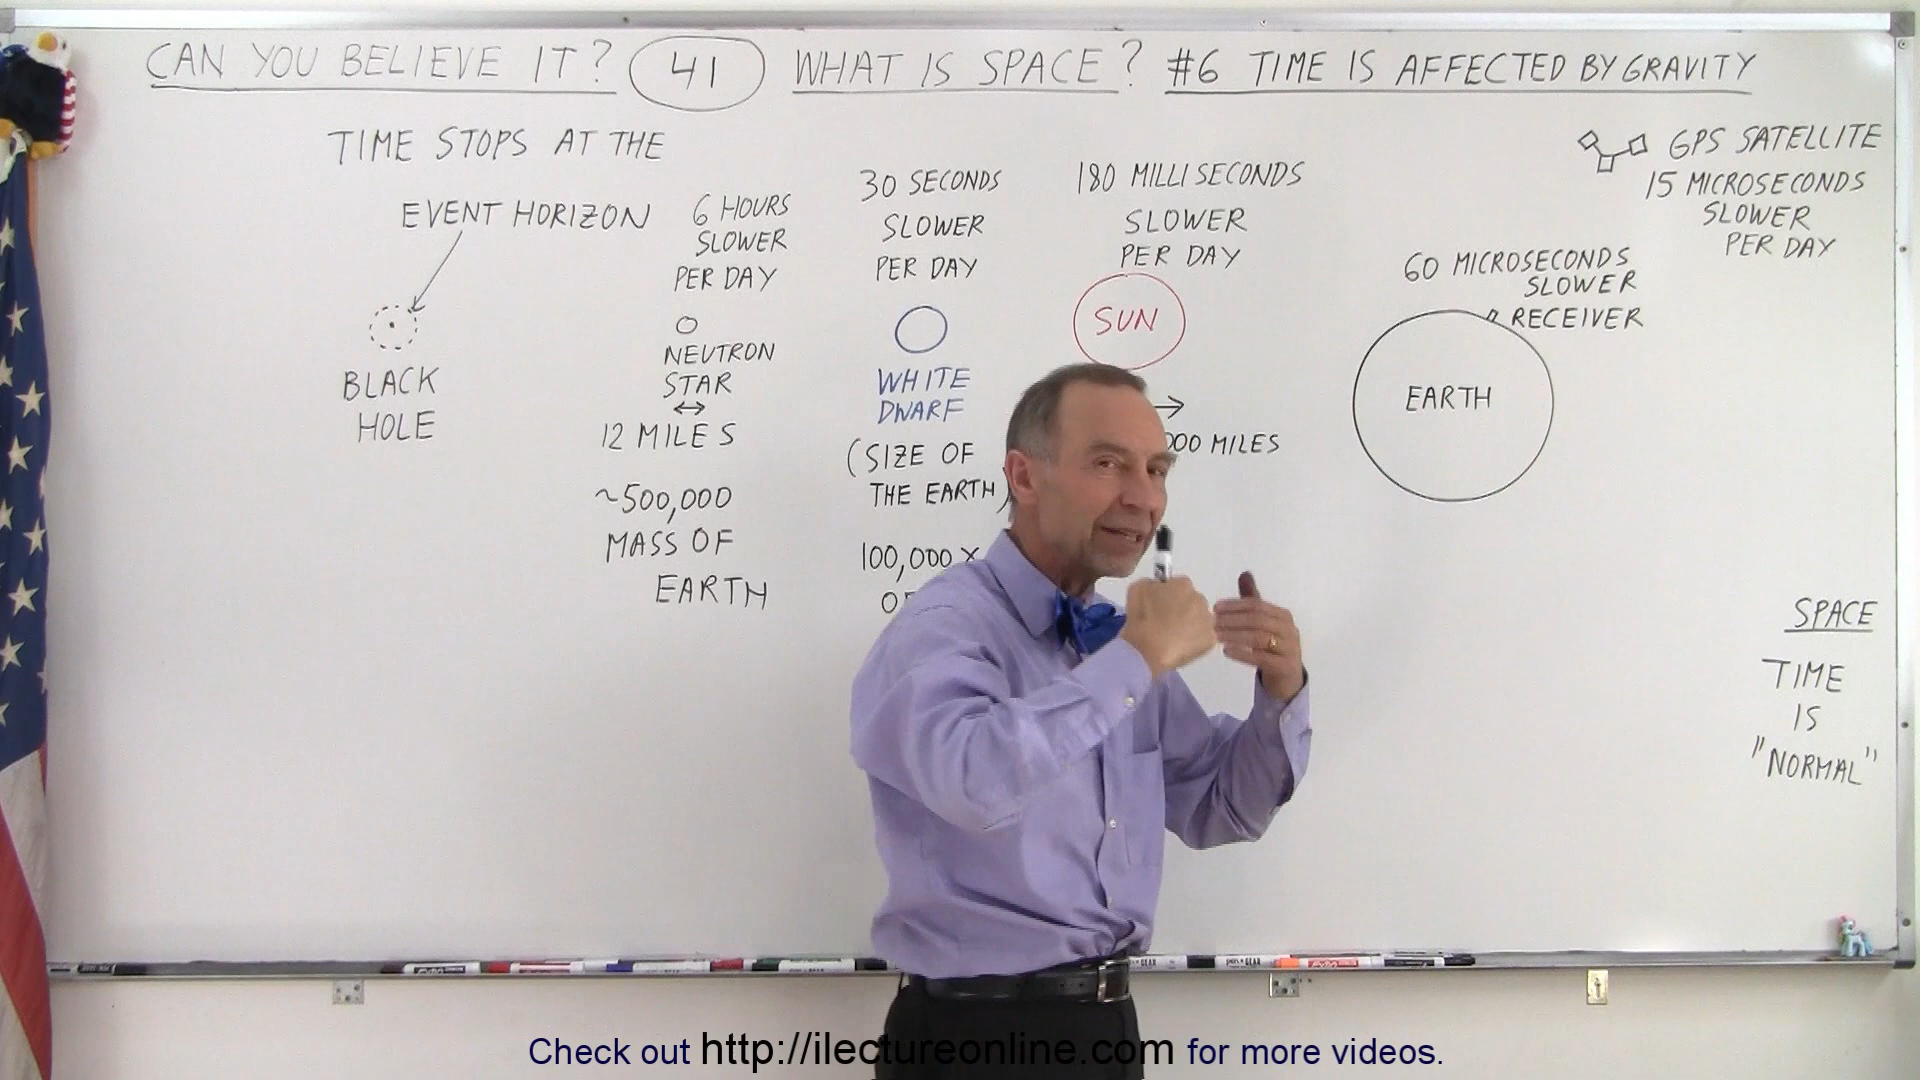 CAN YOU BELIEVE IT? 41 WHAT IS SPACE? #6 TIME IS AFFECTED BY GRAVITY
TIME STOPS AT THE
EVENT HORIZON
BLACK
HOLE
6 HOURS
SLOWER
PER DAY
NEUTRON
STAR
12 MILES
~500,000
MASS OF
EARTH
30 SECONDS
SLOWER
PER DAY
WHITE
DWARF
(SIZE OF
THE EARTH)
100,000 X
180 MILLISECONDS
SLOWER
PER DAY
SUN
MILES
60 MICROSECONDS
SLOWER
RECEIVER
EARTH
GPS SATELLITE
15 MICROSECONDS
SLOWER
PER DAY
SPACE
TIME
IS
"NORMAL"
Check out http://ilectureonline.com for more videos.